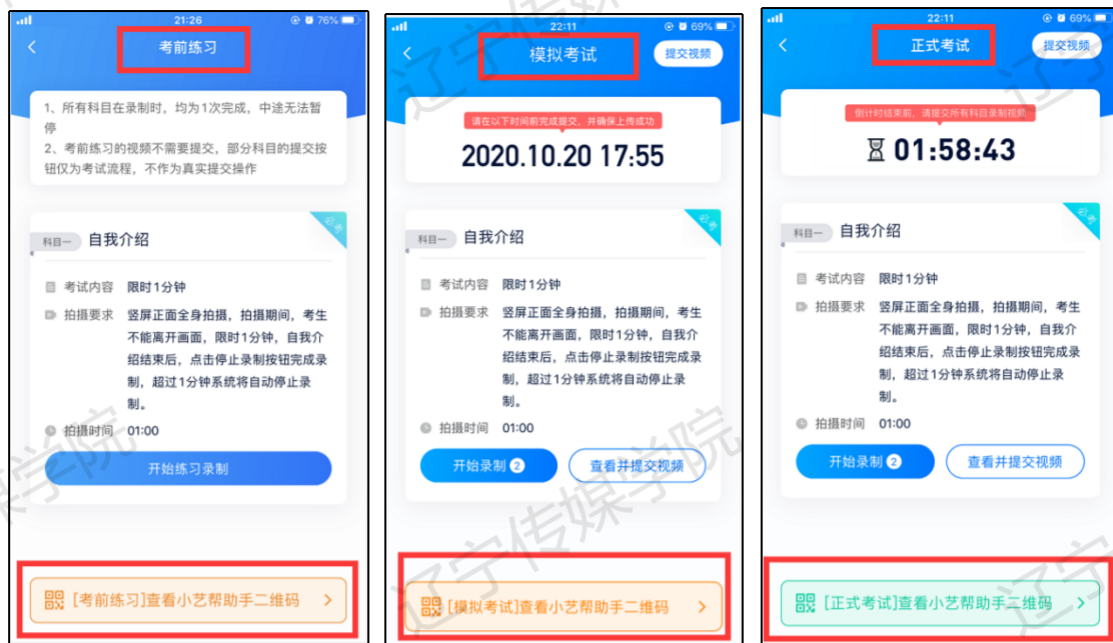 21:26
76%
考前练习
1、所有科目在录制时，均为1次完成，中途无法暂
停
2、考前练习的视频不需要提交，部分科目的提交按
钮仅为考试流程，不作为真实提交操作
必考
科目一 自我介绍
考试内容 限时1分钟
拍摄要求 竖屏正面全身拍摄，拍摄期间，考生
不能离开画面，限时1分钟，自我介
绍结束后，点击停止录制按钮完成录
制，超过1分钟系统将自动停止录
制。
拍摄时间 01:00
开始练习录制
[考前练习]查看小艺帮助手二维码 >
22:11
69%
模拟考试
提交视频
请在以下时间前完成提交，并确保上传成功
2020.10.20 17:55
必考
科目一 自我介绍
考试内容 限时1分钟
拍摄要求 竖屏正面全身拍摄，拍摄期间，考生
不能离开画面，限时1分钟，自我介
绍结束后，点击停止录制按钮完成录
制，超过1分钟系统将自动停止录
制。
拍摄时间 01:00
开始录制 2
查看并提交视频
[模拟考试]查看小艺帮助手二维码 >
22:11
69%
正式考试
提交视频
倒计时结束前，请提交所有科目录制视频
01:58:43
必考
科目一 自我介绍
考试内容 限时1分钟
拍摄要求 竖屏正面全身拍摄，拍摄期间，考生
不能离开画面，限时1分钟，自我介
绍结束后，点击停止录制按钮完成录
制，超过1分钟系统将自动停止录
制。
拍摄时间 01:00
开始录制 2
查看并提交视频
[正式考试]查看小艺帮助手二维码 >
辽宁传媒学院